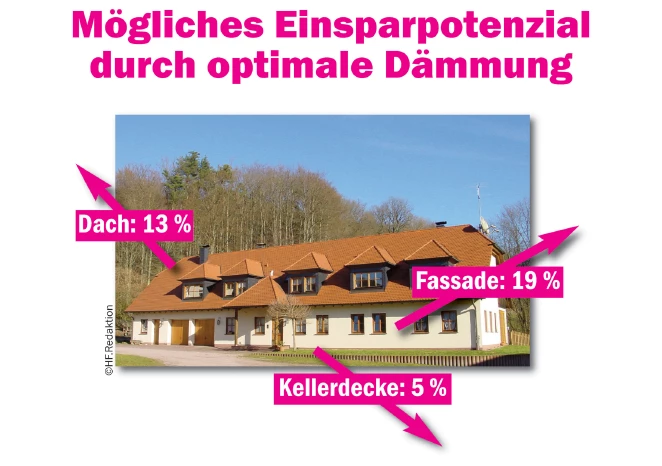 Mögliches Einsparpotenzial
durch optimale Dämmung
Dach: 13 %
Fassade: 19 %
Kellerdecke: 5 %
©HF.Redaktion